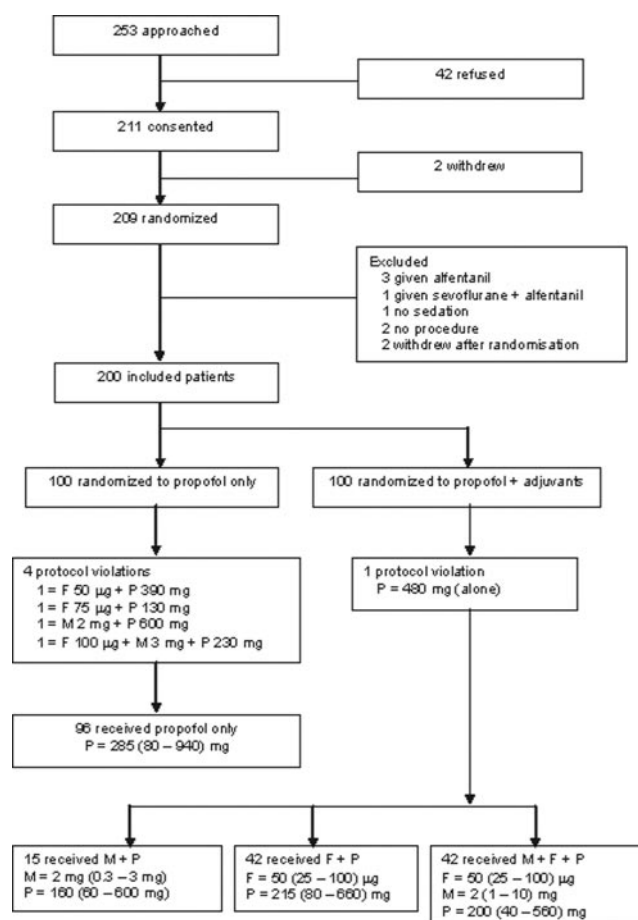 253 approached
42 refused
211 consented
2 withdrew
209 randomized
Excluded
3 given alfentanil
1 given sevoflurane + alfentanil
1 no sedation
2 no procedure
2 withdrew after randomisation
200 included patients
100 randomized to propofol only
100 randomized to propofol + adjuvants
4 protocol violations
1 = F 50 µg + P 390 mg
1 = F 75 µg + P 130 mg
1 = M 2 mg + P 600 mg
1 = F 100 µg + M 3 mg + P 230 mg
1 protocol violation
P = 480 mg (alone)
96 received propofol only
P = 285 (80 – 940) mg
15 received M + P
M = 2 mg (0.3 – 3 mg)
P = 160 (60 – 600 mg)
42 received F + P
F = 50 (25 – 100) µg
P = 215 (80 – 660) mg
42 received M + F + P
F = 50 (25 – 100) µg
M = 2 (1 – 10) mg
P = 200 (40 – 560) mg